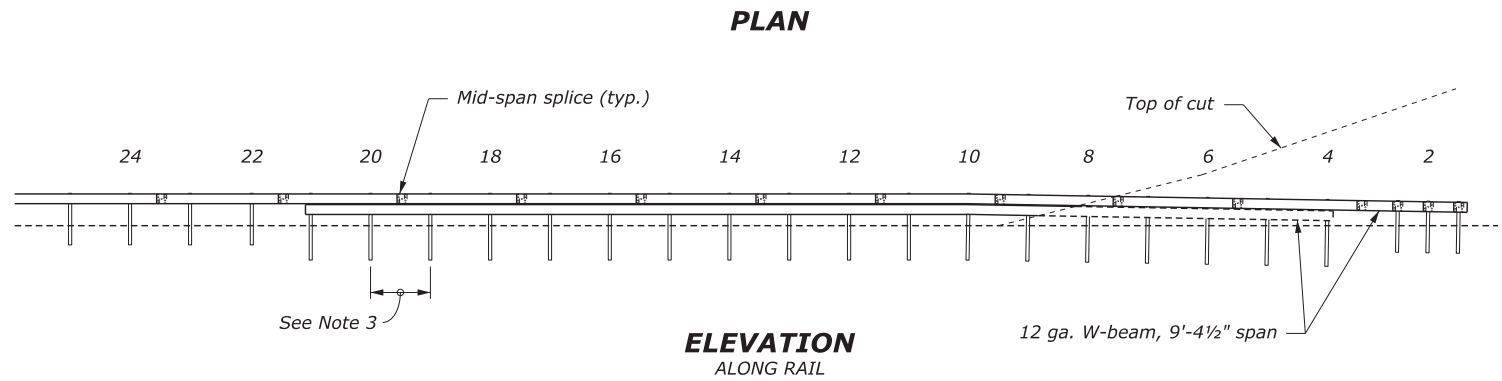 PLAN
Mid-span splice (typ.)
Top of cut
24 22 20 18 16 14 12 10 8 6 4 2
See Note 3
12 ga. W-beam, 9'-4½" span
ELEVATION
ALONG RAIL